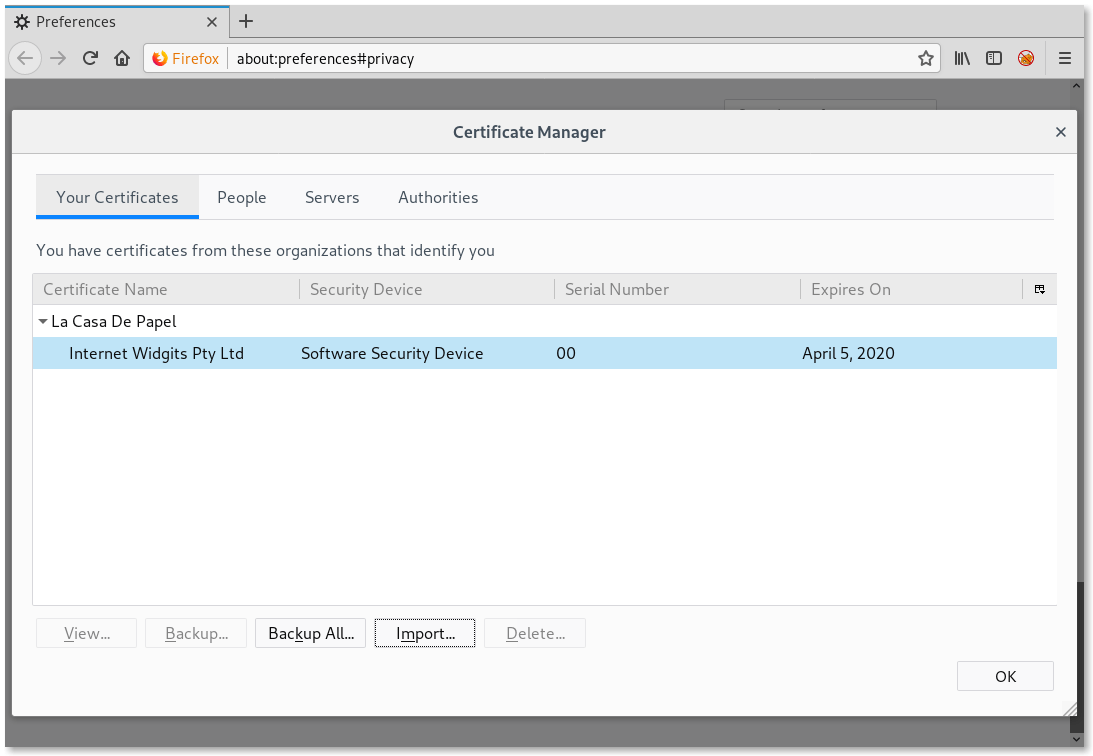 Preferences
Firefox about:preferences#privacy
Certificate Manager
Your Certificates People Servers Authorities
You have certificates from these organizations that identify you
Certificate Name Security Device Serial Number Expires On
La Casa De Papel
Internet Widgits Pty Ltd Software Security Device 00 April 5, 2020
View... Backup... Backup All... Import... Delete...
OK